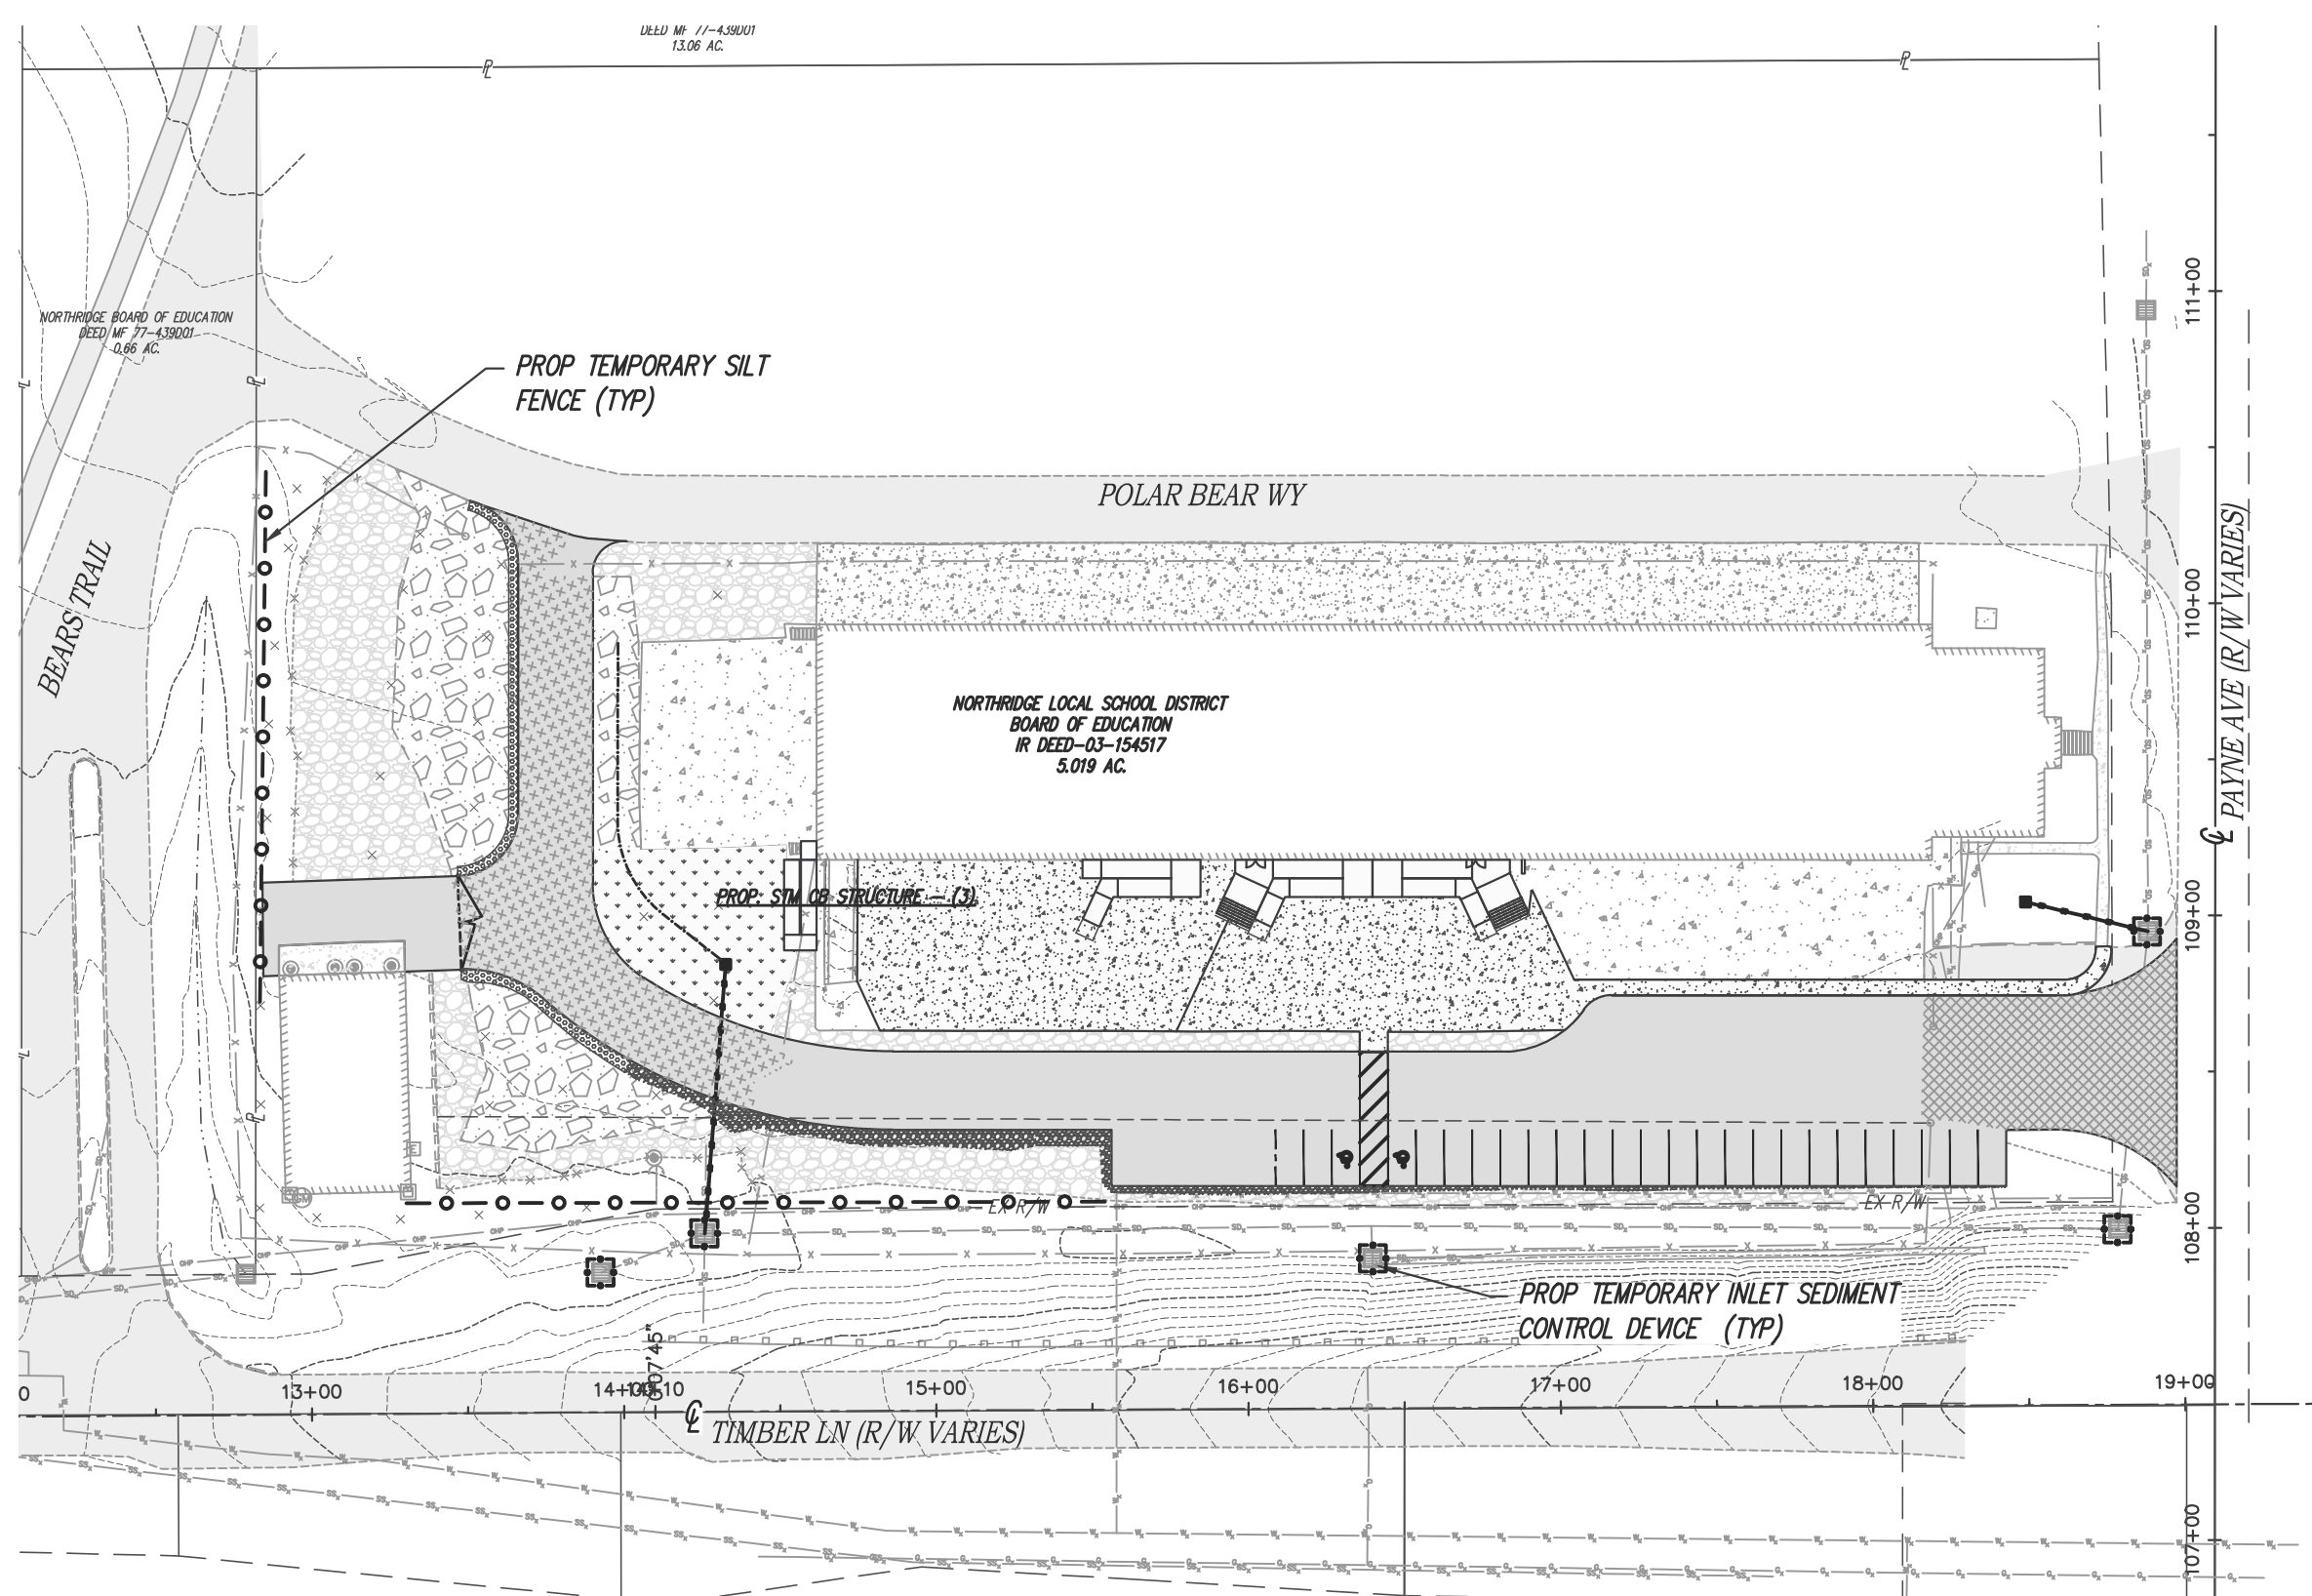 DEED MF 77-439D01
13.06 AC.
NORTHRIDGE BOARD OF EDUCATION
DEED MF 77-439D01
0.66 AC.
PROP TEMPORARY SILT
FENCE (TYP)
POLAR BEAR WY
BEARS TRAIL
111+00
110+00
109+00
108+00
107+00
℄ PAYNE AVE (R/W VARIES)
NORTHRIDGE LOCAL SCHOOL DISTRICT
BOARD OF EDUCATION
IR DEED-03-154517
5.019 AC.
PROP. STM CB STRUCTURE - (3)
EX R/W
EX R/W
PROP TEMPORARY INLET SEDIMENT
CONTROL DEVICE (TYP)
13+00
15+00
16+00
17+00
18+00
19+00
℄ TIMBER LN (R/W VARIES)